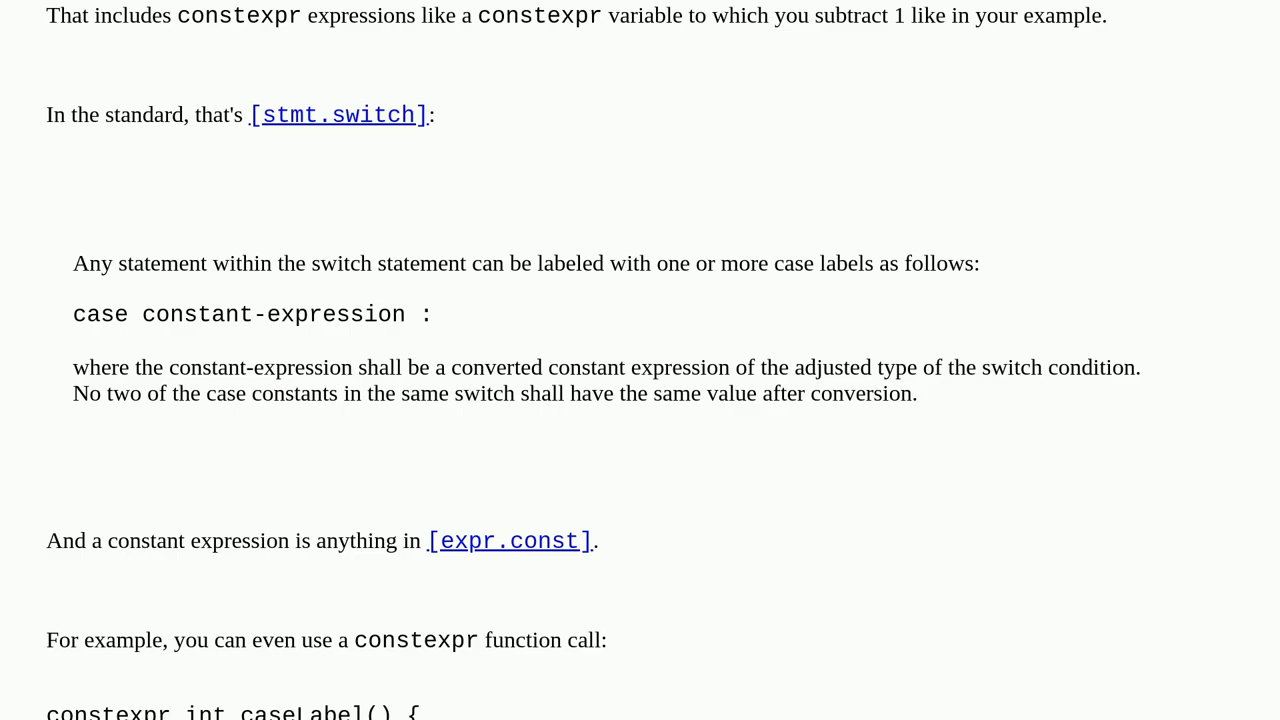 That includes constexpr expressions like a constexpr variable to which you subtract 1 like in your example.
In the standard, that's [stmt.switch]:
Any statement within the switch statement can be labeled with one or more case labels as follows:
case constant-expression :
where the constant-expression shall be a converted constant expression of the adjusted type of the switch condition.
No two of the case constants in the same switch shall have the same value after conversion.
And a constant expression is anything in [expr.const].
For example, you can even use a constexpr function call:
constexpr int caseLabel() {